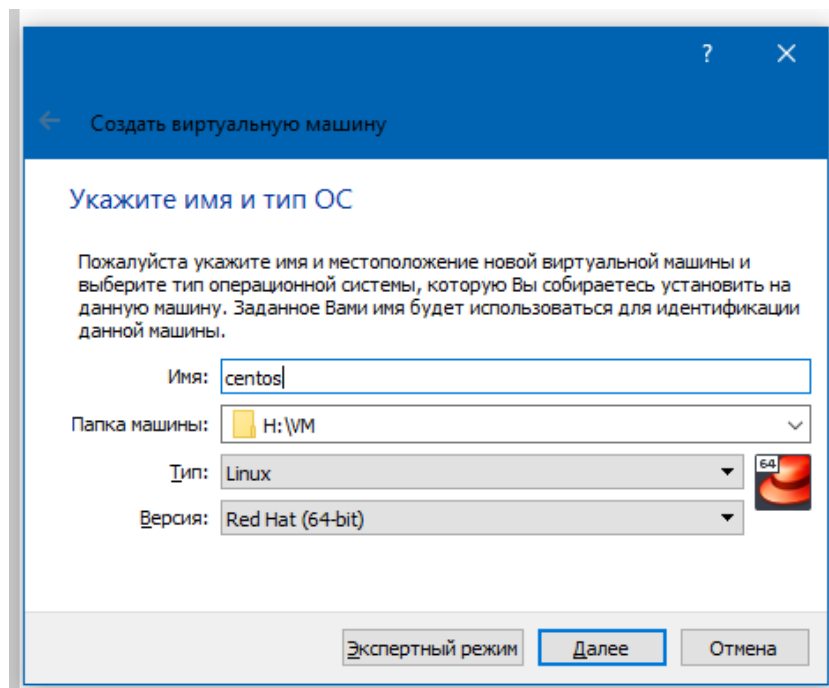 ?
Создать виртуальную машину
Укажите имя и тип ОС
Пожалуйста укажите имя и местоположение новой виртуальной машины и
выберите тип операционной системы, которую Вы собираетесь установить на
данную машину. Заданное Вами имя будет использоваться для идентификации
данной машины.
Имя: centos
Папка машины: H:\VM
Тип: Linux
64
Версия: Red Hat (64-bit)
Экспертный режим Далее Отмена